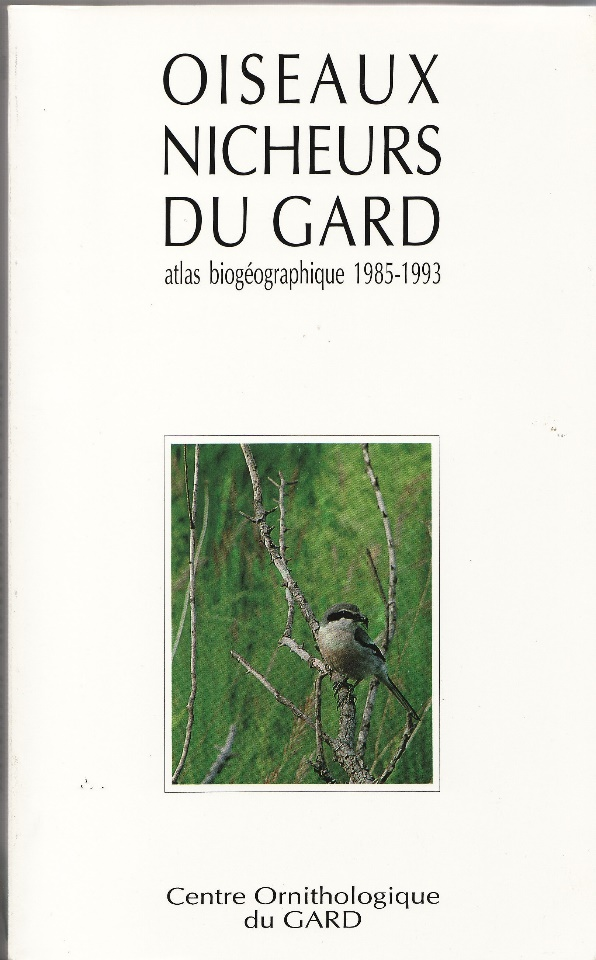 OISEAUX
NICHEURS
DU GARD
atlas biogéographique 1985-1993
Centre Ornithologique
du GARD